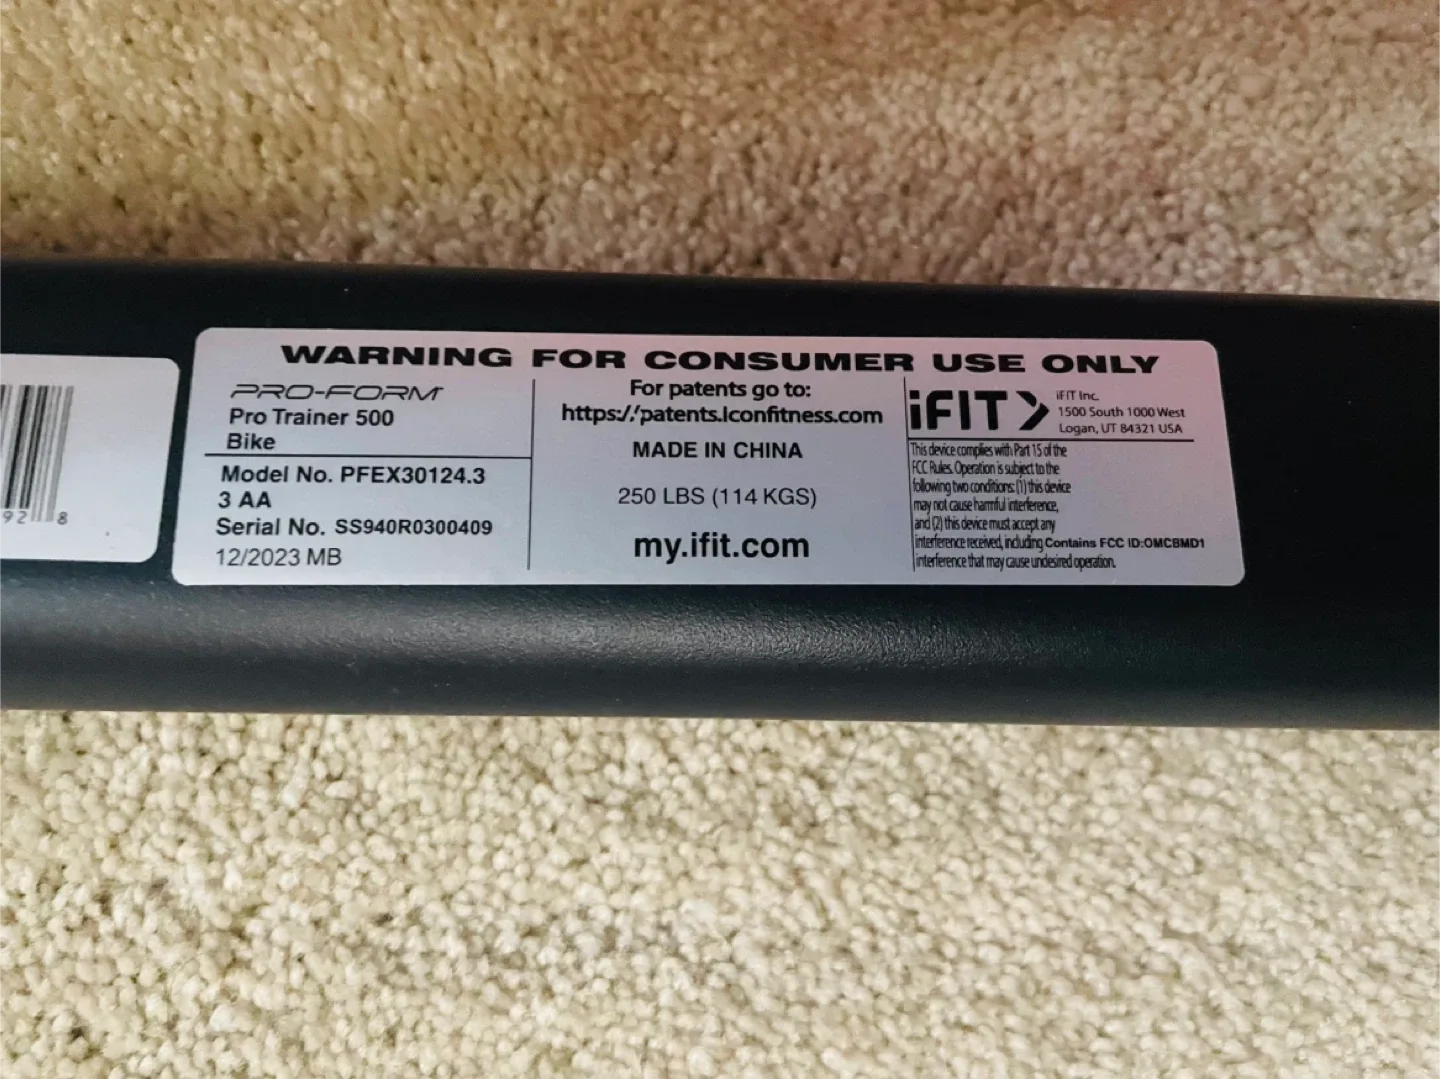 WARNING FOR CONSUMER USE ONLY
PRO-FORM
Pro Trainer 500
Bike
Model No. PFEX30124.3
3 AA
Serial No. SS940R0300409
12/2023 MB
For patents go to:
https://patents.iconfitness.com
MADE IN CHINA
250 LBS (114 KGS)
my.ifit.com
iFIT
iFIT Inc.
1500 South 1000 West
Logan, UT 84321 USA
This device complies with Part 15 of the
FCC Rules. Operation is subject to the
following two conditions: (1) this device
may not cause harmful interference,
and (2) this device must accept any
interference received, including Contains FCC ID:OMCBMD1
interference that may cause undesired operation.
92 8